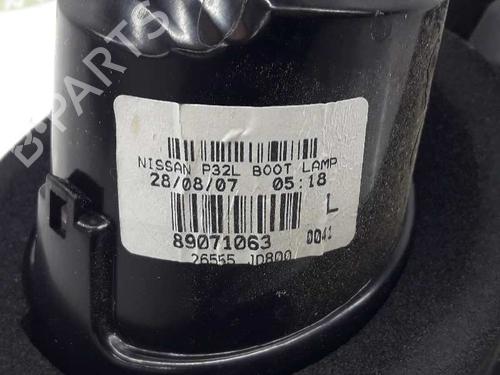 NISSAN P32L BOOT LAMP
28/08/07 05:18
L
89071063 0041
26555 JD800
B-PARTS